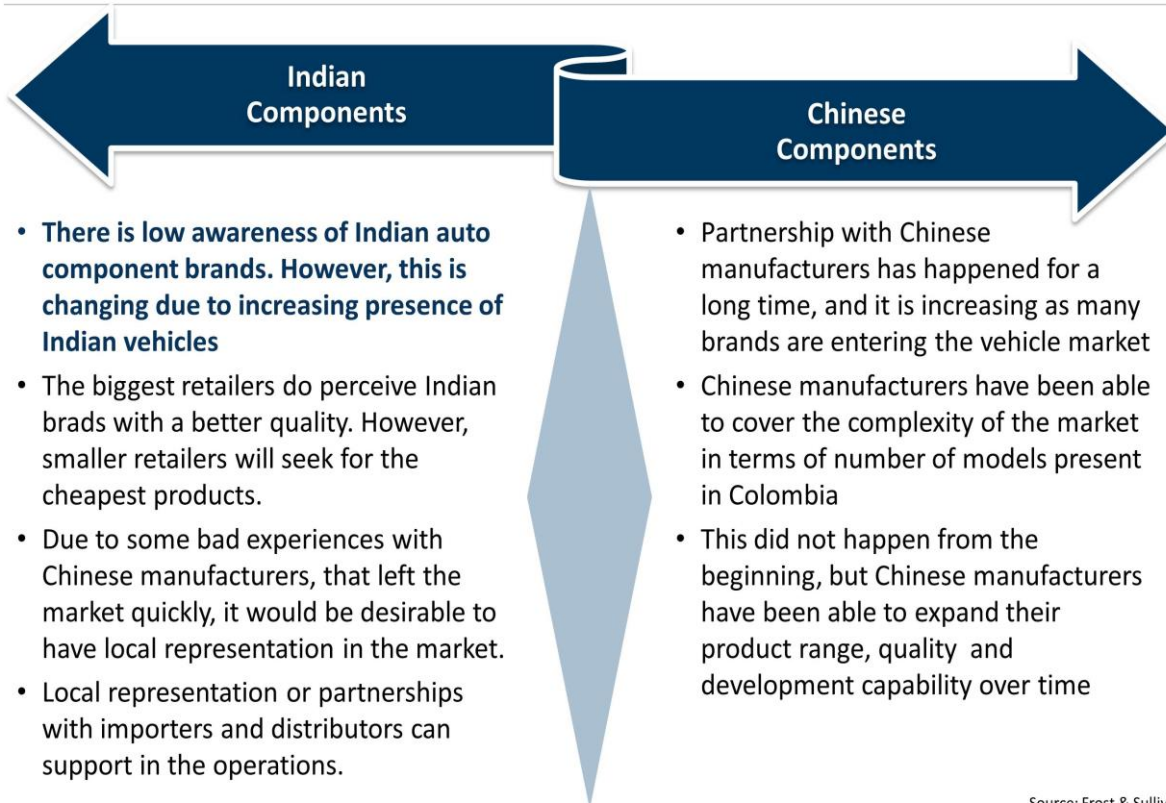 Indian
Components
Chinese
Components
• There is low awareness of Indian auto
component brands. However, this is
changing due to increasing presence of
Indian vehicles
• The biggest retailers do perceive Indian
brads with a better quality. However,
smaller retailers will seek for the
cheapest products.
• Due to some bad experiences with
Chinese manufacturers, that left the
market quickly, it would be desirable to
have local representation in the market.
• Local representation or partnerships
with importers and distributors can
support in the operations.
• Partnership with Chinese
manufacturers has happened for a
long time, and it is increasing as many
brands are entering the vehicle market
• Chinese manufacturers have been able
to cover the complexity of the market
in terms of number of models present
in Colombia
• This did not happen from the
beginning, but Chinese manufacturers
have been able to expand their
product range, quality and
development capability over time
Source: Frost &